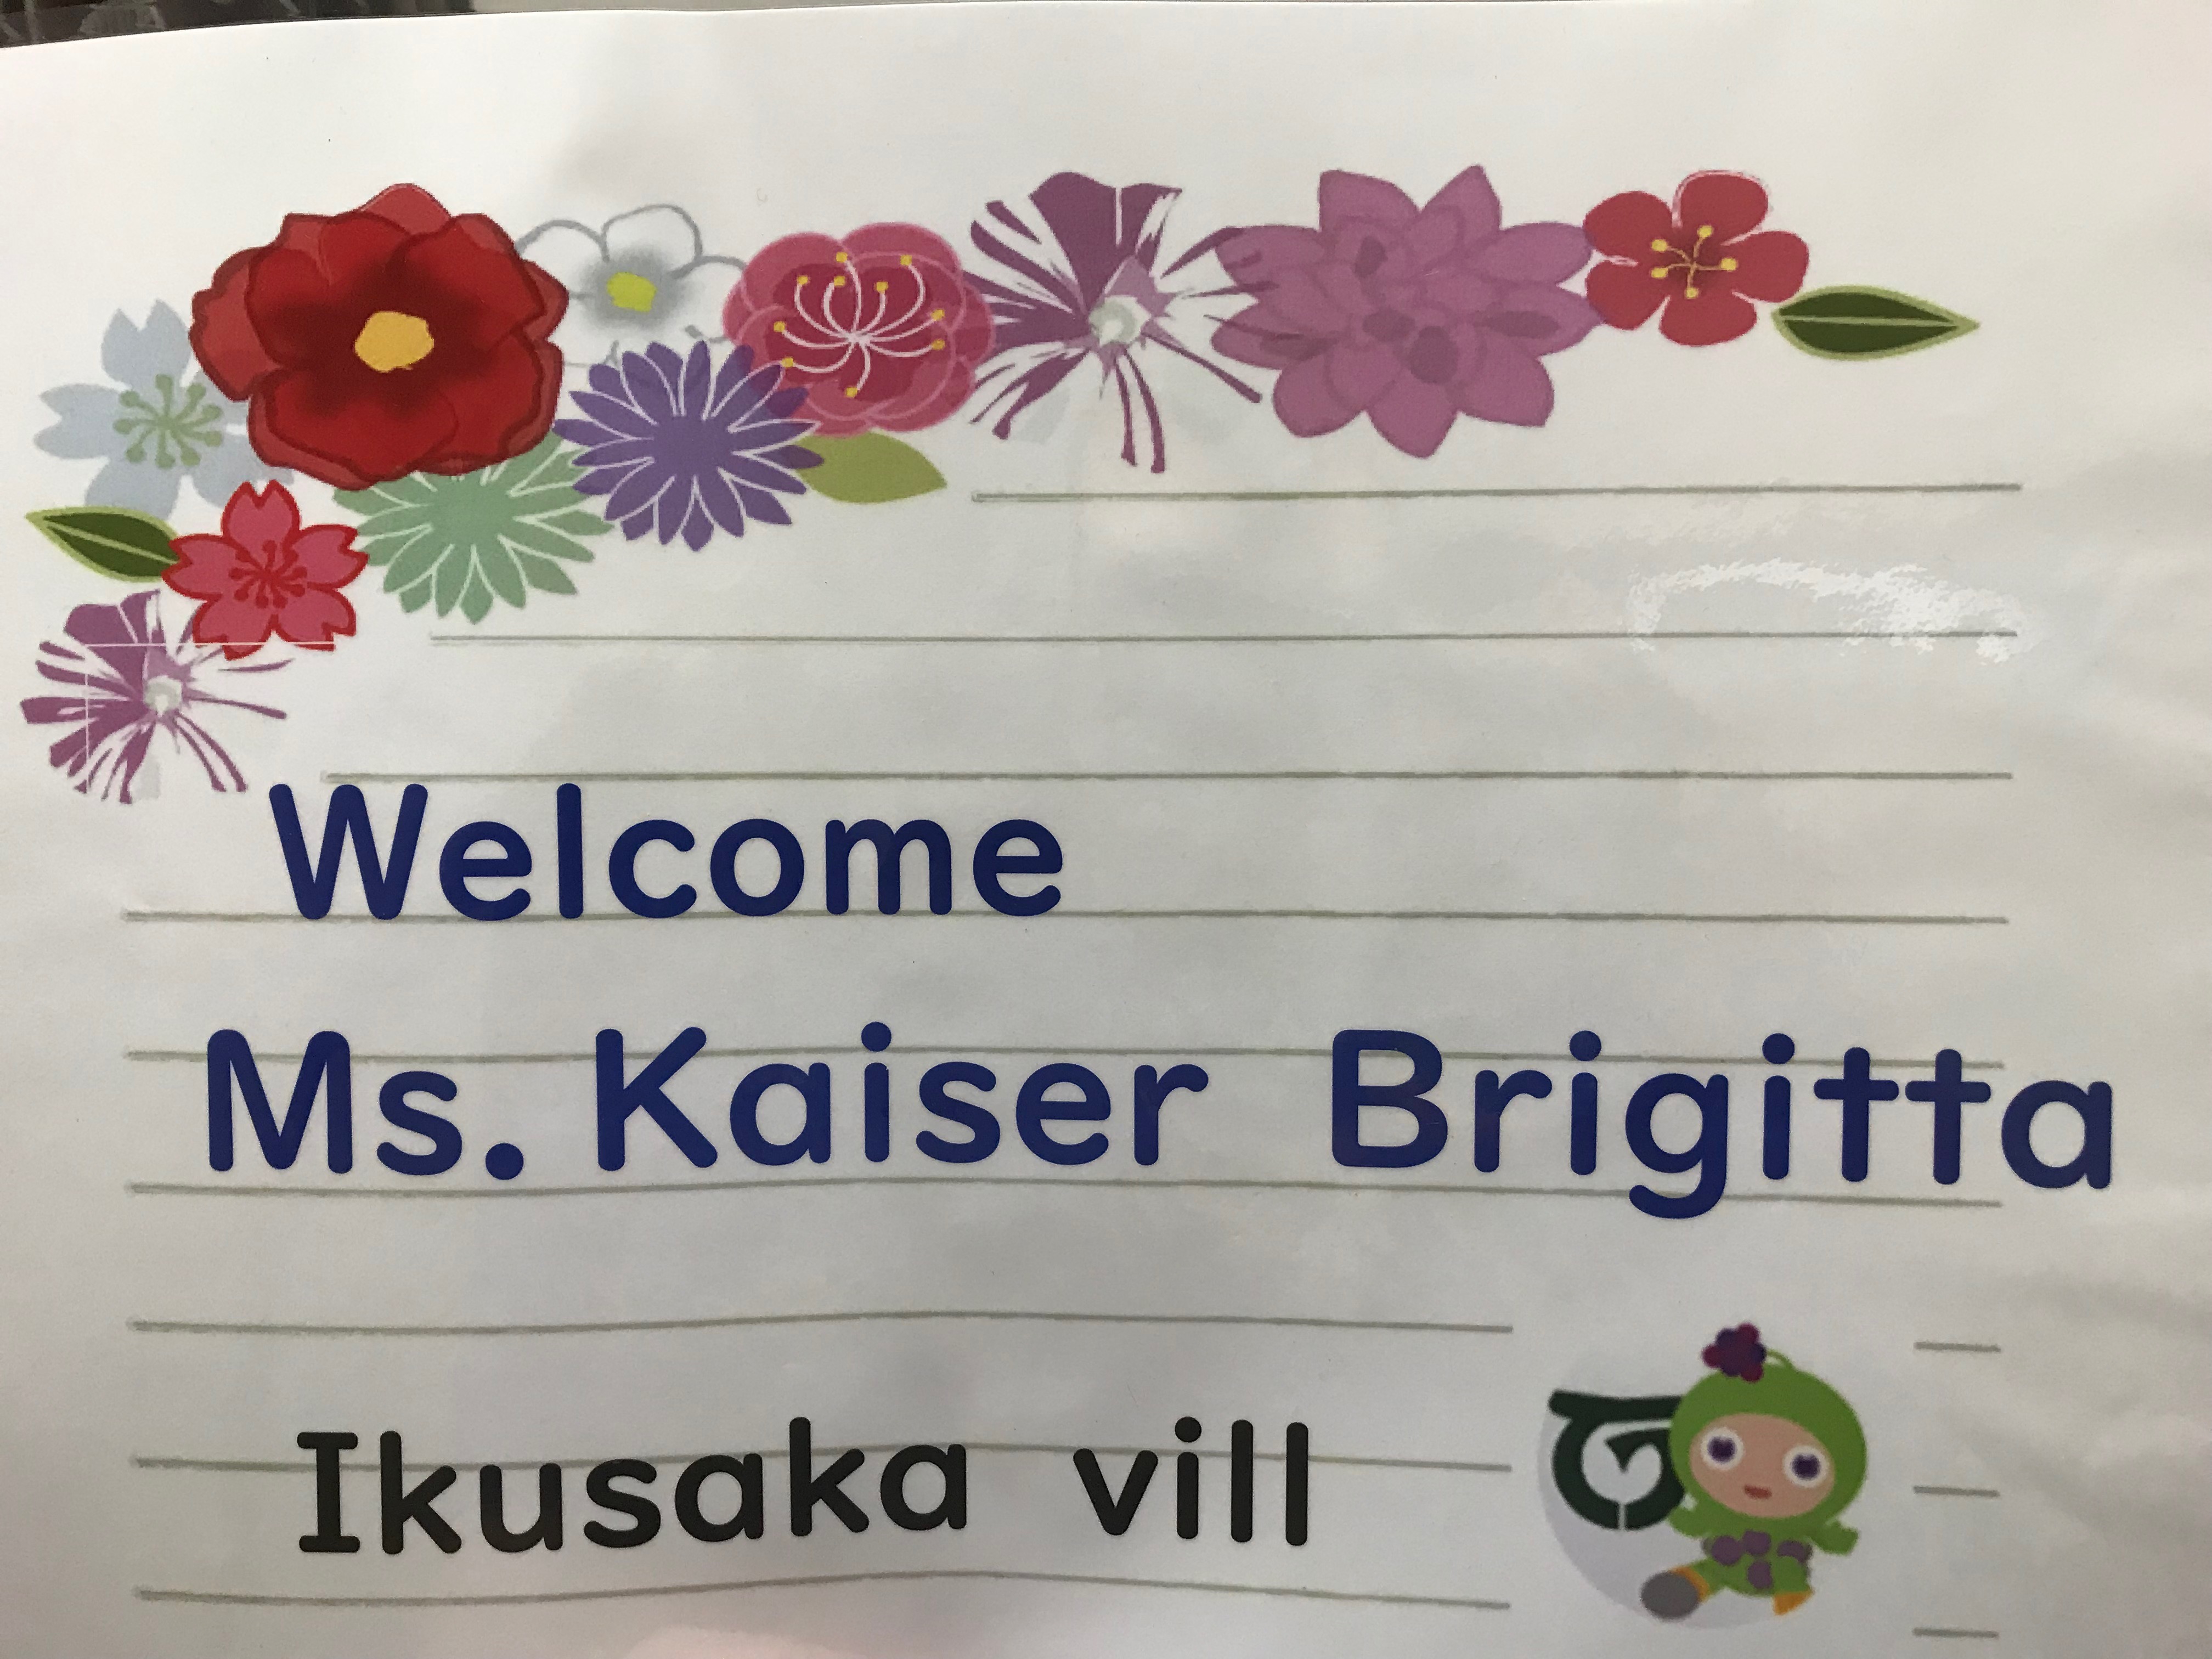 Welcome
Ms. Kaiser Brigitta
Ikusaka vill